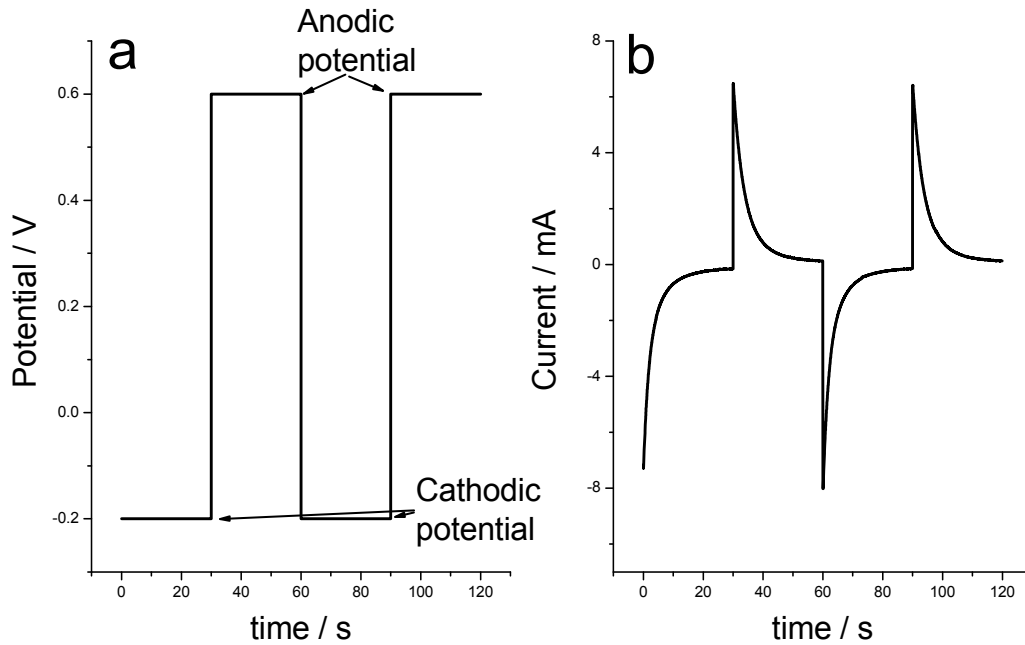 a
Anodic
potential
Potential / V
0.6
0.4
0.2
0.0
-0.2
Cathodic
potential
0 20 40 60 80 100 120
time / s
b
Current / mA
8
4
0
-4
-8
0 20 40 60 80 100 120
time / s